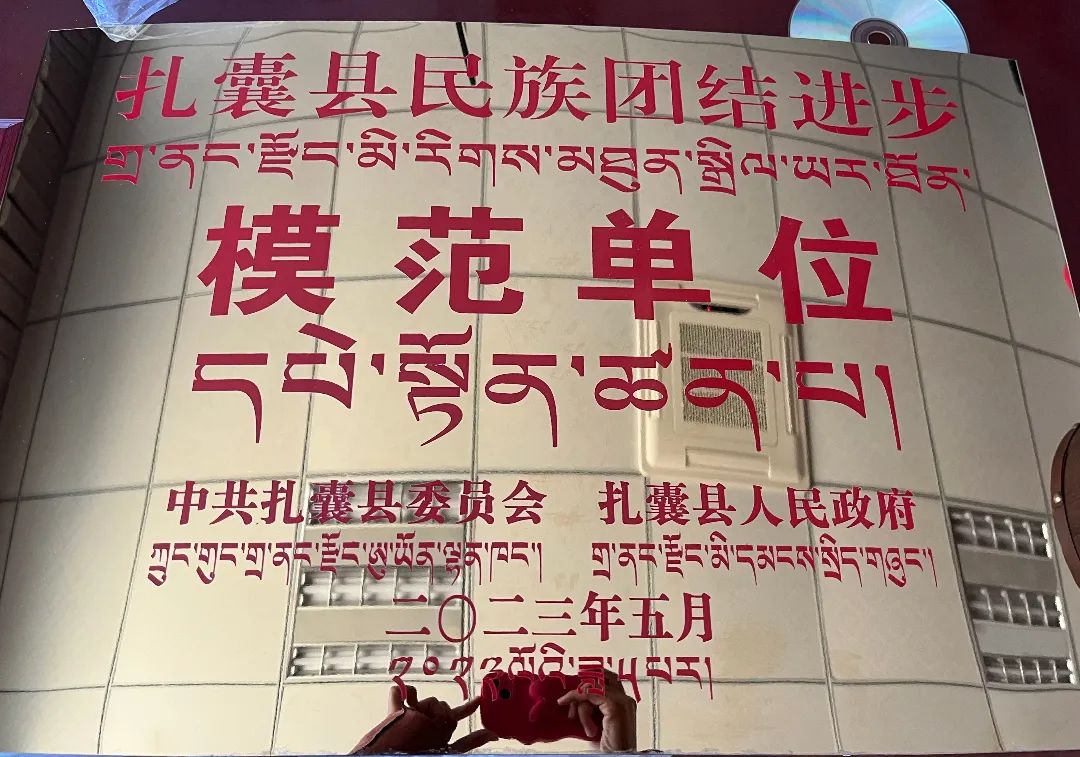 扎囊县民族团结进步
གྲ་ནང་རྫོང་མི་རིགས་མཐུན་སྒྲིལ་ཡར་ཐོན་
模范单位
དཔེ་སྟོན་ཚན་པ།
中共扎囊县委员会 扎囊县人民政府
ཀྲུང་གུང་གྲ་ནང་རྫོང་ཨུ་ཡོན་ལྷན་ཁང་། གྲ་ནང་རྫོང་མི་དམངས་སྲིད་གཞུང་།
二〇二三年五月
༢༠༢༣ལོའི་ཟླ་༥པར།